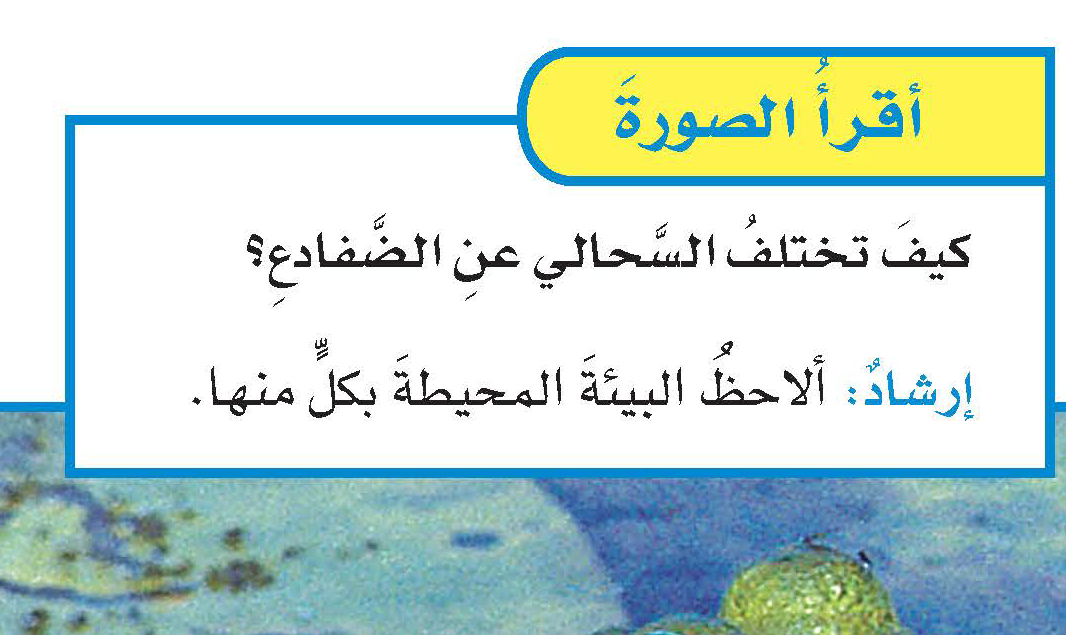 أقرأُ الصورةَ
كيفَ تختلفُ السَّحالي عنِ الضَّفادعِ؟
إرشادٌ: ألاحظُ البيئةَ المحيطةَ بكلٍّ منها.